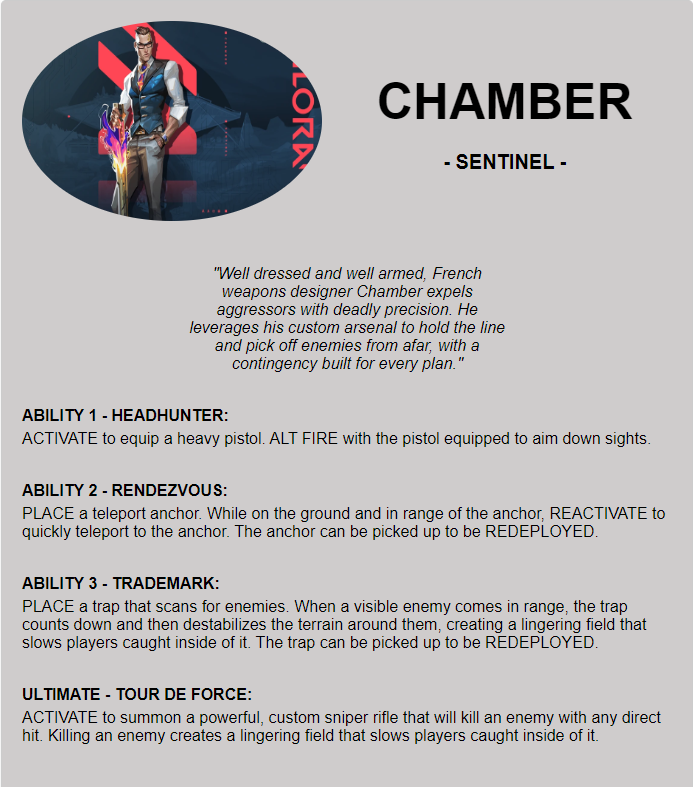 LORA
CHAMBER
- SENTINEL -
"Well dressed and well armed, French
weapons designer Chamber expels
aggressors with deadly precision. He
leverages his custom arsenal to hold the line
and pick off enemies from afar, with a
contingency built for every plan."
ABILITY 1 - HEADHUNTER:
ACTIVATE to equip a heavy pistol. ALT FIRE with the pistol equipped to aim down sights.
ABILITY 2 - RENDEZVOUS:
PLACE a teleport anchor. While on the ground and in range of the anchor, REACTIVATE to
quickly teleport to the anchor. The anchor can be picked up to be REDEPLOYED.
ABILITY 3 - TRADEMARK:
PLACE a trap that scans for enemies. When a visible enemy comes in range, the trap
counts down and then destabilizes the terrain around them, creating a lingering field that
slows players caught inside of it. The trap can be picked up to be REDEPLOYED.
ULTIMATE - TOUR DE FORCE:
ACTIVATE to summon a powerful, custom sniper rifle that will kill an enemy with any direct
hit. Killing an enemy creates a lingering field that slows players caught inside of it.